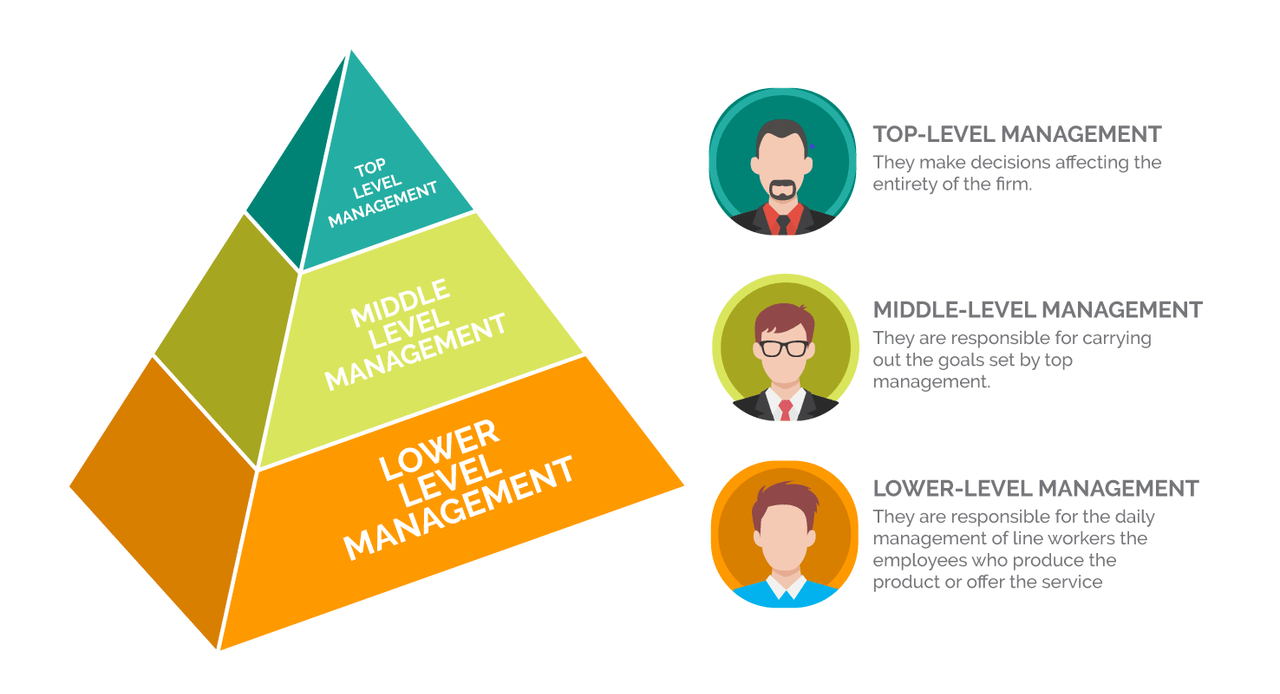 TOP
LEVEL
MANAGEMENT
MIDDLE
LEVEL
MANAGEMENT
LOWER
LEVEL
MANAGEMENT
TOP-LEVEL MANAGEMENT
They make decisions affecting the
entirety of the firm.
MIDDLE-LEVEL MANAGEMENT
They are responsible for carrying
out the goals set by top
management.
LOWER-LEVEL MANAGEMENT
They are responsible for the daily
management of line workers the
employees who produce the
product or offer the service